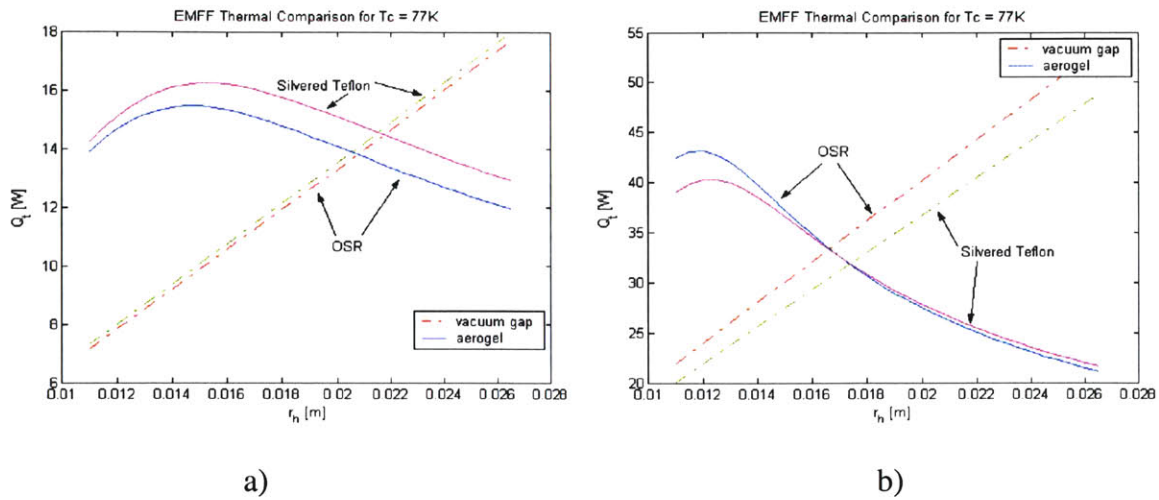 EMFF Thermal Comparison for Tc = 77K
18
16
14
12
10
8
6
Qt [W]
Silvered Teflon
OSR
vacuum gap
aerogel
0.01 0.012 0.014 0.016 0.018 0.02 0.022 0.024 0.026 0.028
rh [m]
a)
EMFF Thermal Comparison for Tc = 77K
55
50
45
40
35
30
25
20
Qt [W]
vacuum gap
aerogel
OSR
Silvered Teflon
0.01 0.012 0.014 0.016 0.018 0.02 0.022 0.024 0.026 0.028
rh [m]
b)